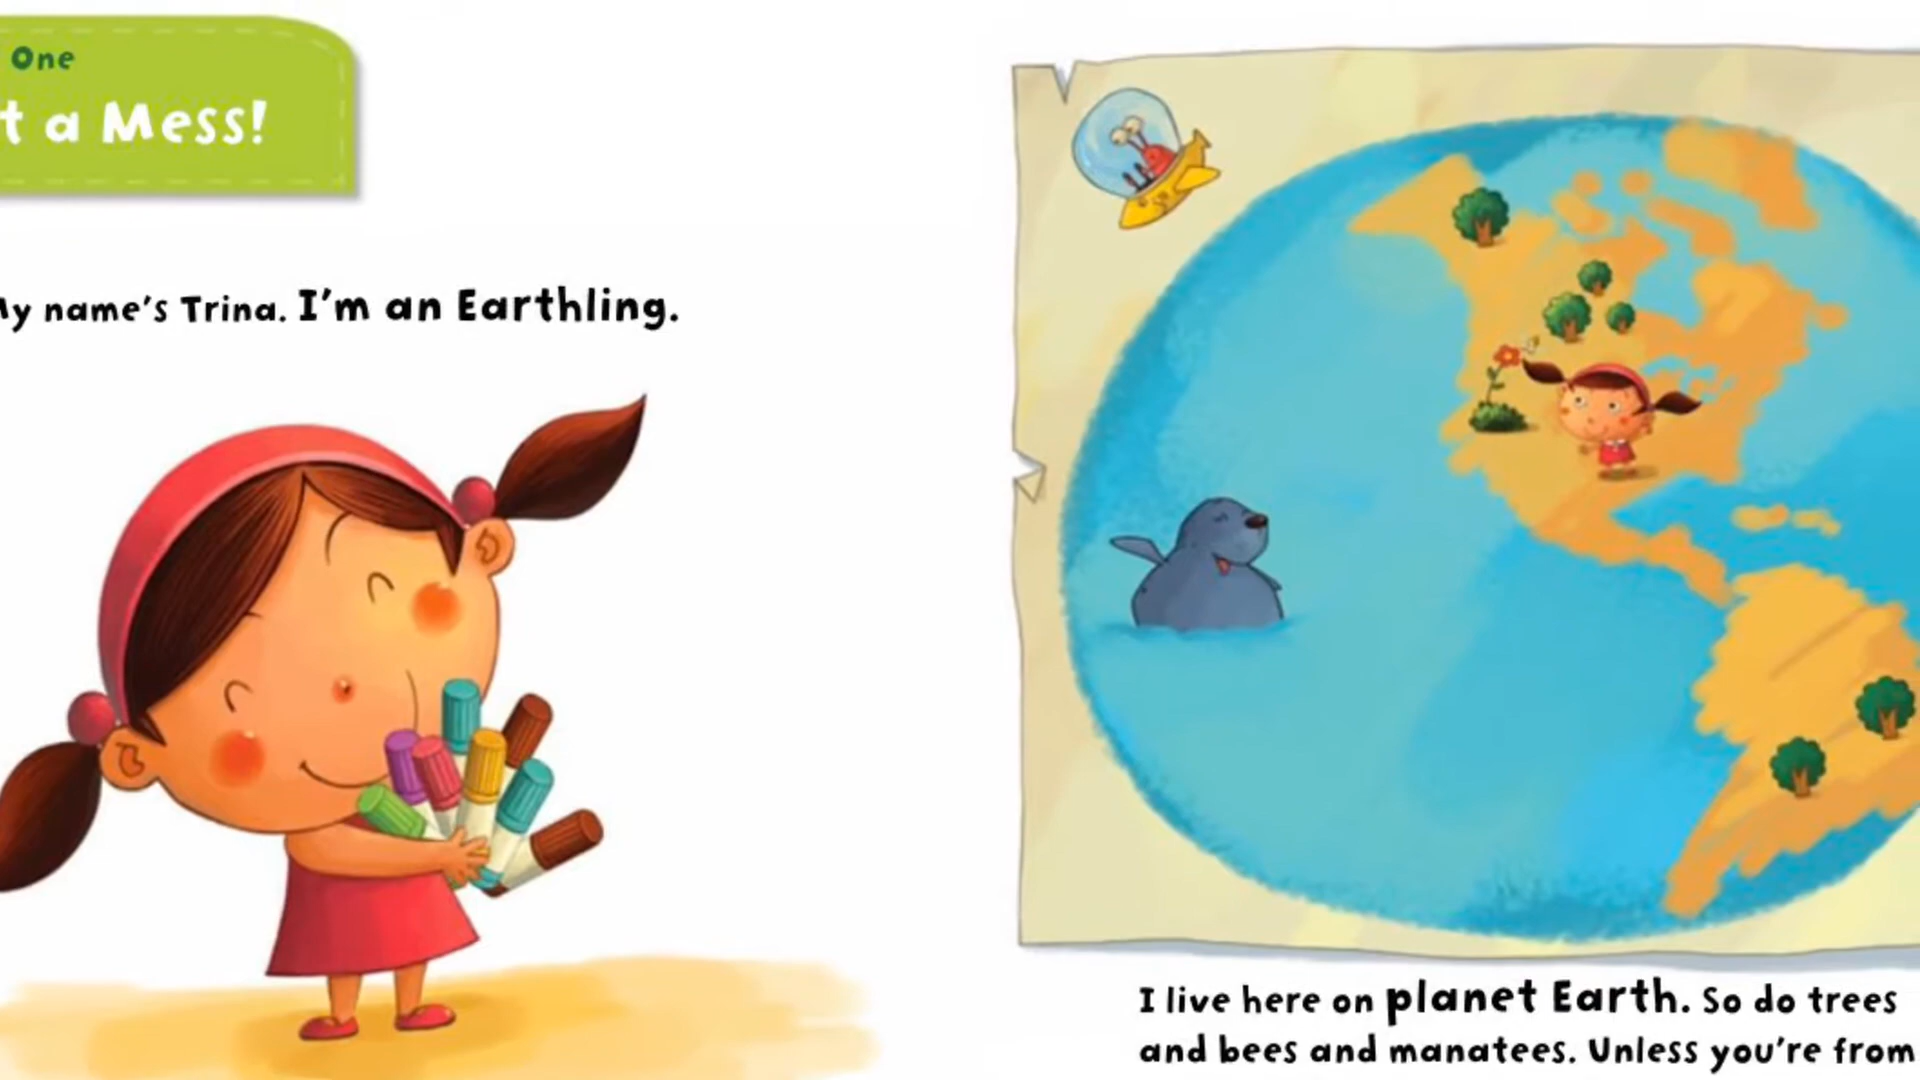 One
t a Mess!
My name's Trina. I'm an Earthling.
I live here on planet Earth. So do trees
and bees and manatees. Unless you're from